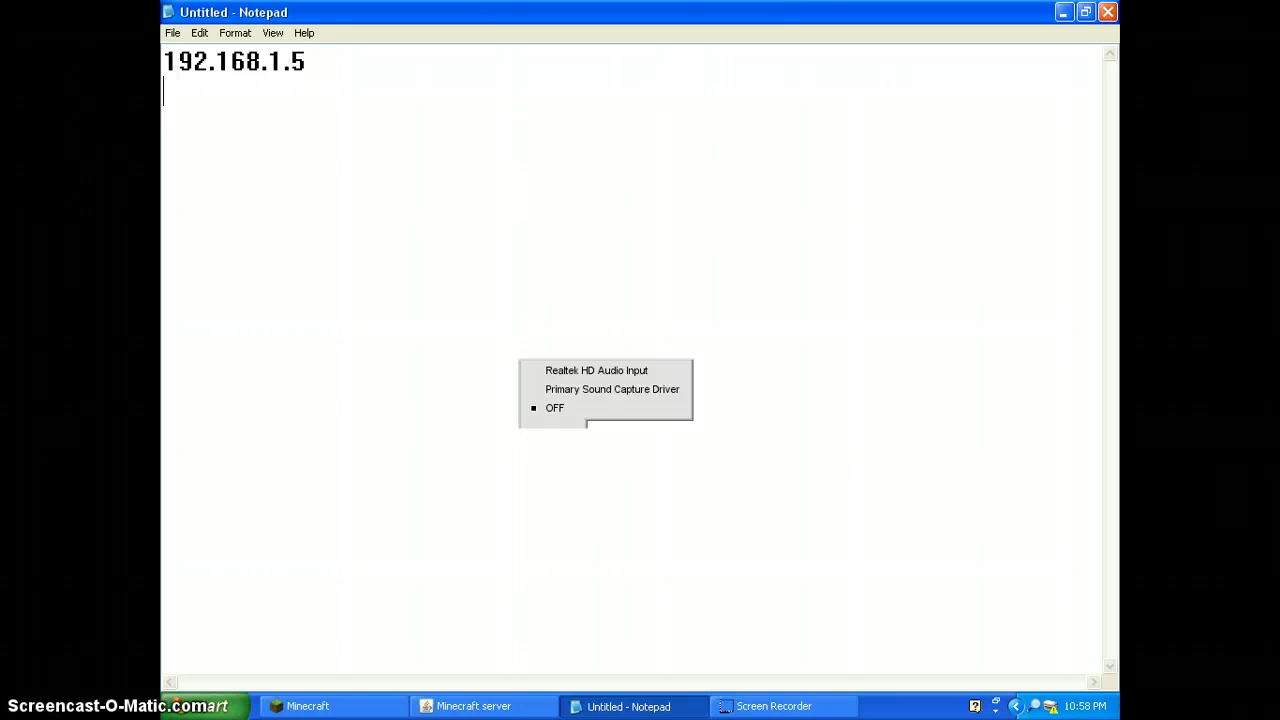 Untitled - Notepad
File Edit Format View Help
192.168.1.5
Realtek HD Audio Input
Primary Sound Capture Driver
OFF
Screencast-O-Matic.com
art
Minecraft
Minecraft server
Untitled - Notepad
Screen Recorder
10:58 PM